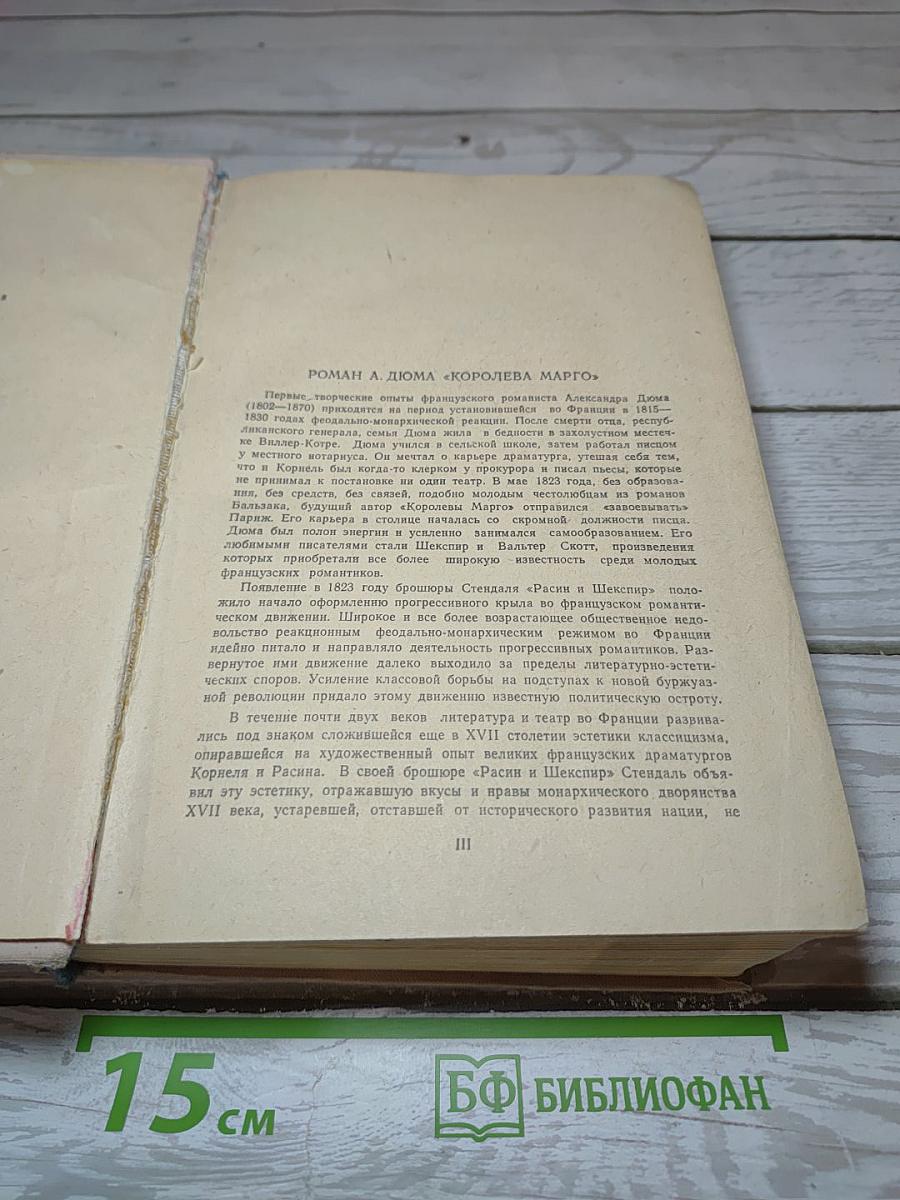 РОМАН А. ДЮМА «КОРОЛЕВА МАРГО»
Первые творческие опыты французского романиста Александра Дюма
(1802—1870) приходятся на период установившейся во Франции в 1815—
1830 годах феодально-монархической реакции. После смерти отца, респуб-
ликанского генерала, семья Дюма жила в бедности в захолустном местеч-
ке Виллер-Котре. Дюма учился в сельской школе, затем работал писцом
у местного нотариуса. Он мечтал о карьере драматурга, утешая себя тем,
что и Корнель был когда-то клерком у прокурора и писал пьесы, которые
не принимал к постановке ни один театр. В мае 1823 года, без образова-
ния, без средств, без связей, подобно молодым честолюбцам из романов
Бальзака, будущий автор «Королевы Марго» отправился «завоевывать»
Париж. Его карьера в столице началась со скромной должности писца.
Дюма был полон энергии и усиленно занимался самообразованием. Его
любимыми писателями стали Шекспир и Вальтер Скотт, произведения
которых приобретали все более широкую известность среди молодых
французских романтиков.
Появление в 1823 году брошюры Стендаля «Расин и Шекспир» поло-
жило начало оформлению прогрессивного крыла во французском романти-
ческом движении. Широкое и все более возрастающее общественное недо-
вольство реакционным феодально-монархическим режимом во Франции
идейно питало и направляло деятельность прогрессивных романтиков. Раз-
вернутое ими движение далеко выходило за пределы литературно-эстети-
ческих споров. Усиление классовой борьбы на подступах к новой буржуаз-
ной революции придало этому движению известную политическую остроту.
В течение почти двух веков литература и театр во Франции развива-
лись под знаком сложившейся еще в XVII столетии эстетики классицизма,
опиравшейся на художественный опыт великих французских драматургов
Корнеля и Расина. В своей брошюре «Расин и Шекспир» Стендаль объя-
вил эту эстетику, отражавшую вкусы и нравы монархического дворянства
XVII века, устаревшей, отставшей от исторического развития нации, не
III
15 см
БФ БИБЛИОФАН